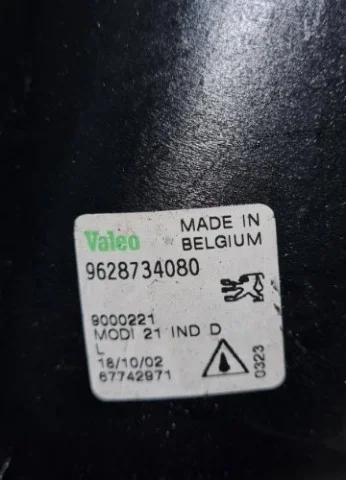 Valeo MADE IN
BELGIUM
9628734080
9000221
MODI 21 IND D
L
18/10/02
67742971
0323